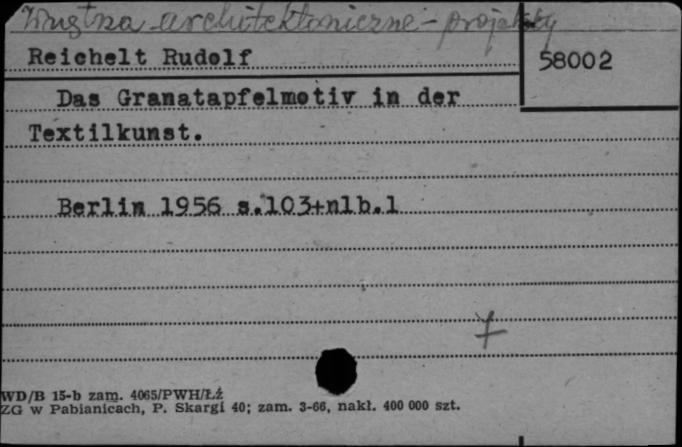 Wnętrza architektoniczne - projekty
Reichelt Rudolf
58002
Das Granatapfelmotiv in der
Textilkunst.
Berlin 1956 s.103+nlb.1
7
WD/B 15-b zam. 4065/PWH/ŁŹ
ZG w Pabianicach, P. Skargi 40; zam. 3-66, nakł. 400 000 szt.